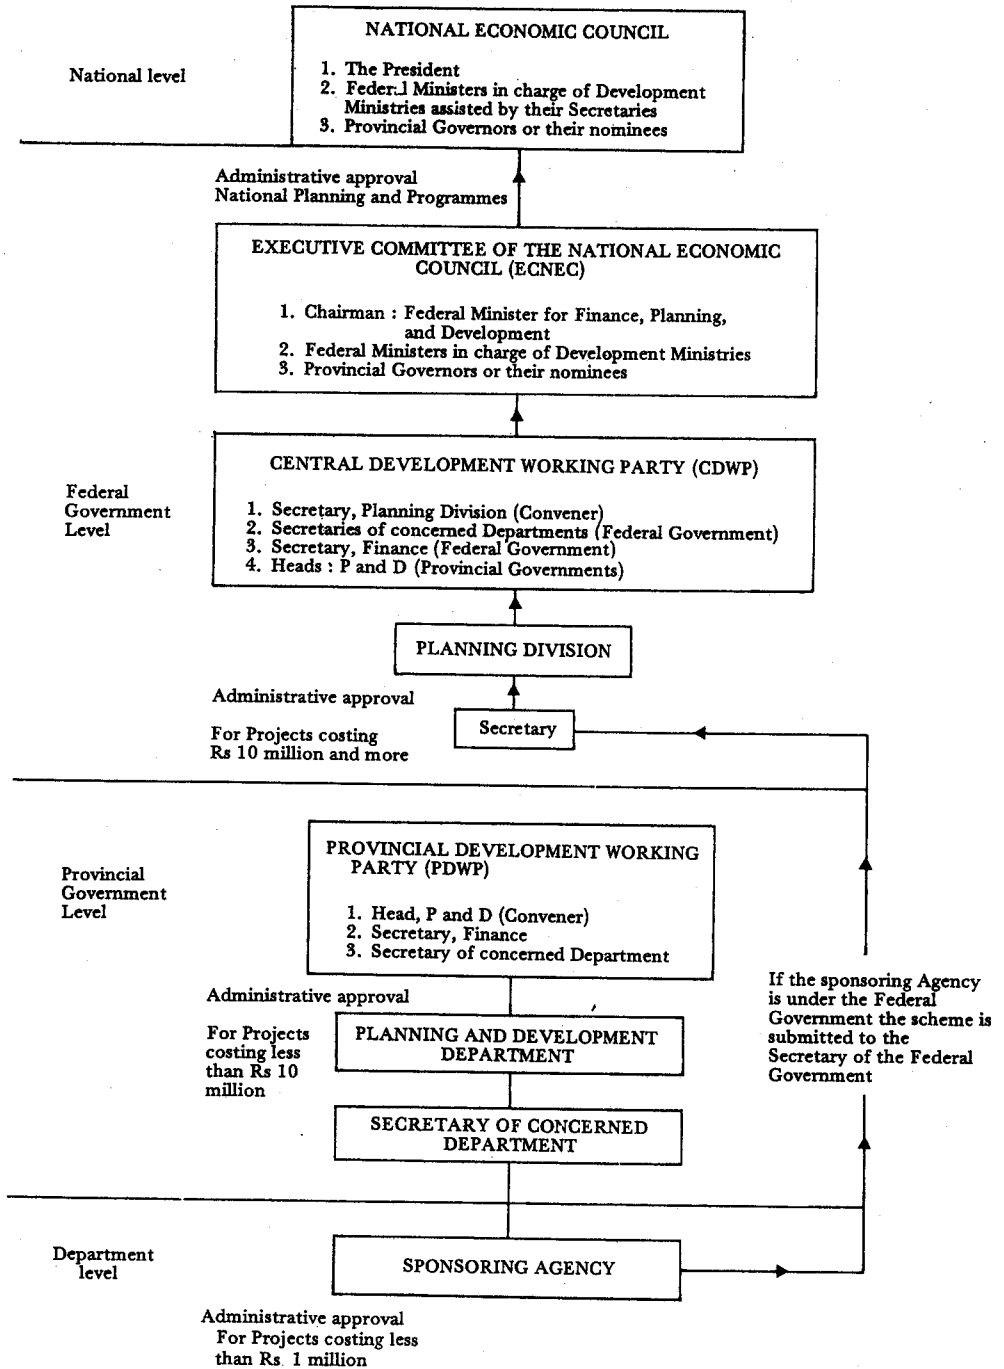 NATIONAL ECONOMIC COUNCIL
National level
1. The President
2. Federal Ministers in charge of Development
Ministries assisted by their Secretaries
3. Provincial Governors or their nominees
Administrative approval
National Planning and Programmes
EXECUTIVE COMMITTEE OF THE NATIONAL ECONOMIC
COUNCIL (ECNEC)
1. Chairman : Federal Minister for Finance, Planning,
and Development
2. Federal Ministers in charge of Development Ministries
3. Provincial Governors or their nominees
CENTRAL DEVELOPMENT WORKING PARTY (CDWP)
Federal
Government
Level
1. Secretary, Planning Division (Convener)
2. Secretaries of concerned Departments (Federal Government)
3. Secretary, Finance (Federal Government)
4. Heads : P and D (Provincial Governments)
PLANNING DIVISION
Administrative approval
For Projects costing
Rs 10 million and more
Secretary
PROVINCIAL DEVELOPMENT WORKING
PARTY (PDWP)
Provincial
Government
Level
1. Head, P and D (Convener)
2. Secretary, Finance
3. Secretary of concerned Department
Administrative approval
For Projects
costing less
than Rs 10
million
PLANNING AND DEVELOPMENT
DEPARTMENT
If the sponsoring Agency
is under the Federal
Government the scheme is
submitted to the
Secretary of the Federal
Government
SECRETARY OF CONCERNED
DEPARTMENT
Department
level
SPONSORING AGENCY
Administrative approval
For Projects costing less
than Rs. 1 million